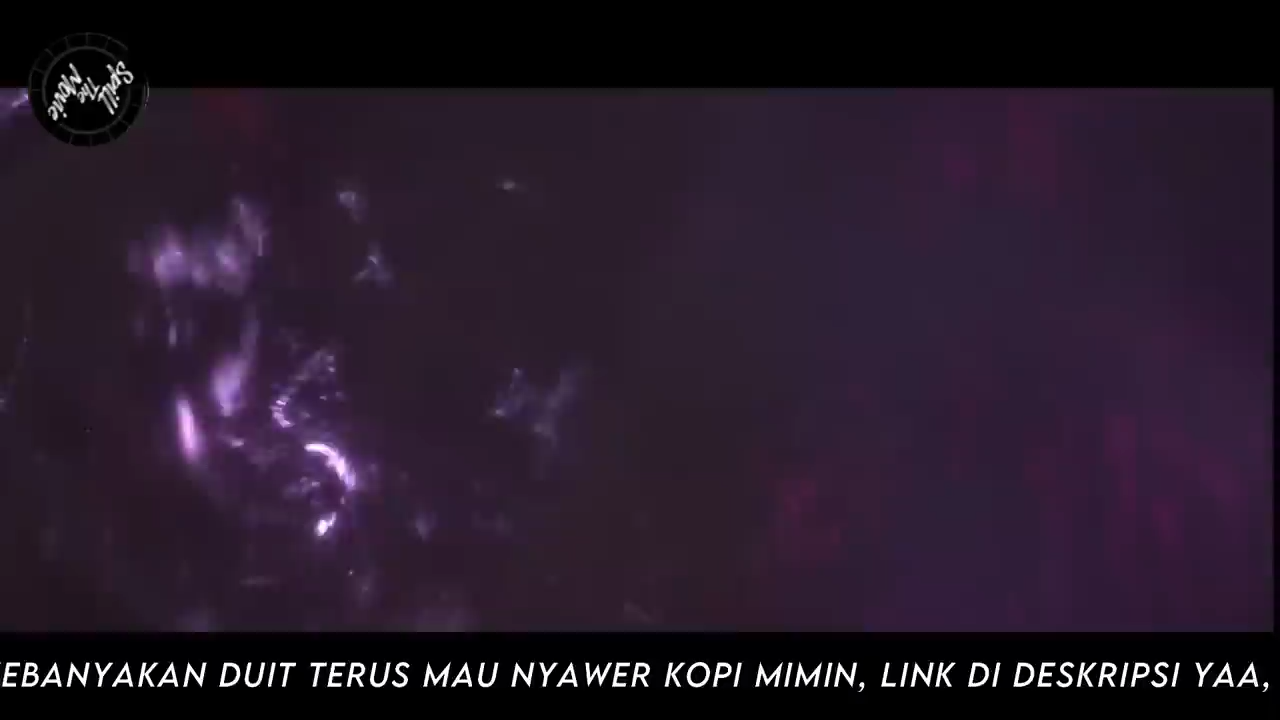 Spill
The
Movie
EBANYAKAN DUIT TERUS MAU NYAWER KOPI MIMIN, LINK DI DESKRIPSI YAA,